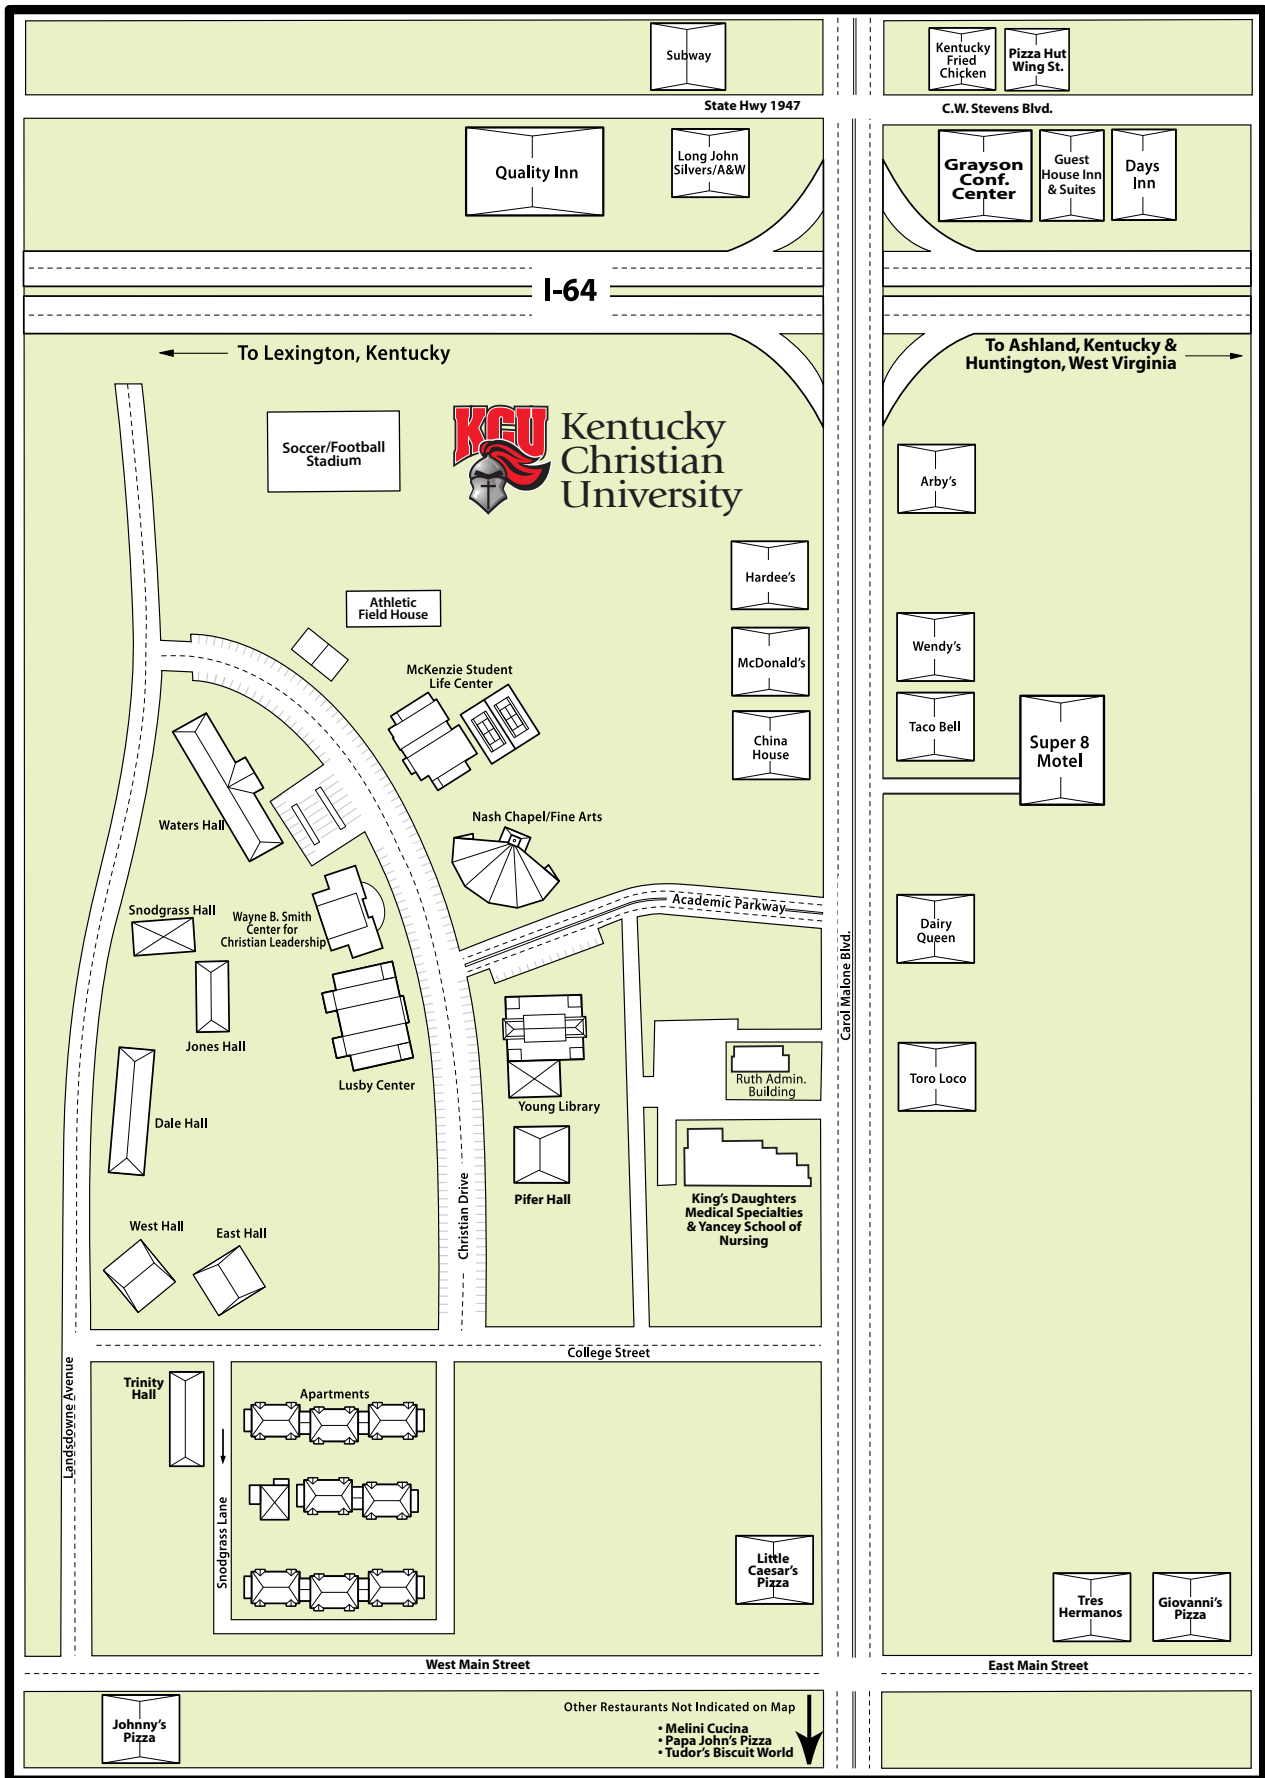 Subway
Kentucky
Fried
Chicken
Pizza Hut
Wing St.
State Hwy 1947
C.W. Stevens Blvd.
Quality Inn
Long John
Silvers/A&W
Grayson
Conf.
Center
Guest
House Inn
& Suites
Days
Inn
I-64
To Lexington, Kentucky
To Ashland, Kentucky &
Huntington, West Virginia
Soccer/Football
Stadium
KCU
Kentucky
Christian
University
Arby's
Hardee's
Athletic
Field House
McKenzie Student
Life Center
McDonald's
Wendy's
Taco Bell
China
House
Super 8
Motel
Waters Hall
Nash Chapel/Fine Arts
Snodgrass Hall
Wayne B. Smith
Center for
Christian Leadership
Academic Parkway
Dairy
Queen
Carol Malone Blvd.
Jones Hall
Lusby Center
Ruth Admin.
Building
Toro Loco
Young Library
Dale Hall
Pifer Hall
King's Daughters
Medical Specialties
& Yancey School of
Nursing
Christian Drive
West Hall
East Hall
College Street
Landsdowne Avenue
Trinity
Hall
Apartments
Snodgrass Lane
Little
Caesar's
Pizza
Tres
Hermanos
Giovanni's
Pizza
West Main Street
East Main Street
Johnny's
Pizza
Other Restaurants Not Indicated on Map
• Melini Cucina
• Papa John's Pizza
• Tudor's Biscuit World